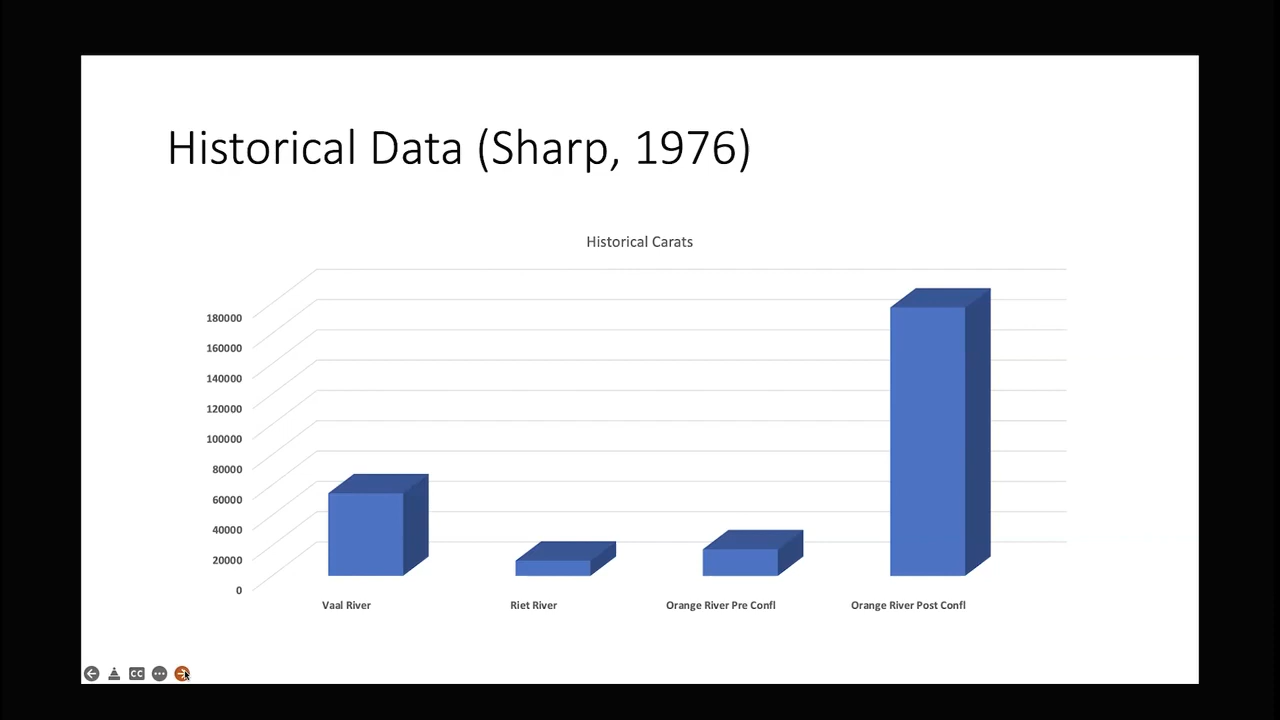 Historical Data (Sharp, 1976)
Historical Carats
180000
160000
140000
120000
100000
80000
60000
40000
20000
0
Vaal River
Riet River
Orange River Pre Confl
Orange River Post Confl
CC